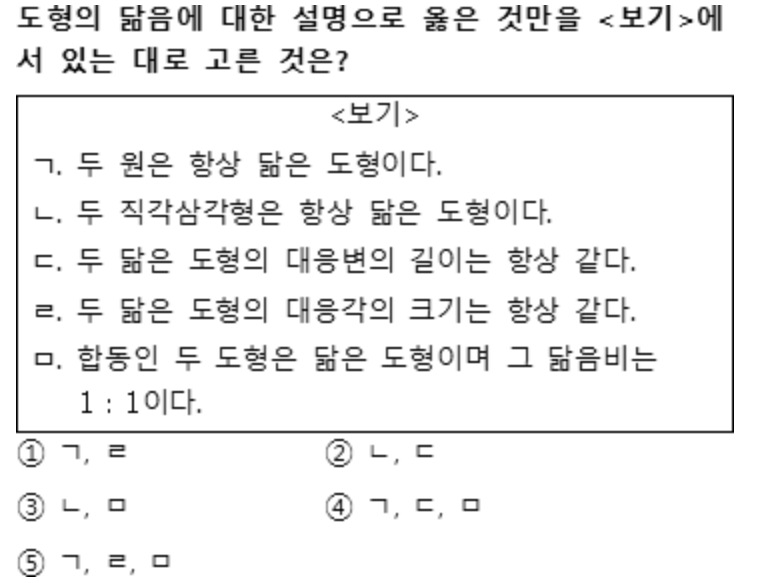 도형의 닮음에 대한 설명으로 옳은 것만을 <보기>에
서 있는 대로 고른 것은?
<보기>
ㄱ. 두 원은 항상 닮은 도형이다.
ㄴ. 두 직각삼각형은 항상 닮은 도형이다.
ㄷ. 두 닮은 도형의 대응변의 길이는 항상 같다.
ㄹ. 두 닮은 도형의 대응각의 크기는 항상 같다.
ㅁ. 합동인 두 도형은 닮은 도형이며 그 닮음비는
1 : 1이다.
① ㄱ, ㄹ ② ㄴ, ㄷ
③ ㄴ, ㅁ ④ ㄱ, ㄷ, ㅁ
⑤ ㄱ, ㄹ, ㅁ